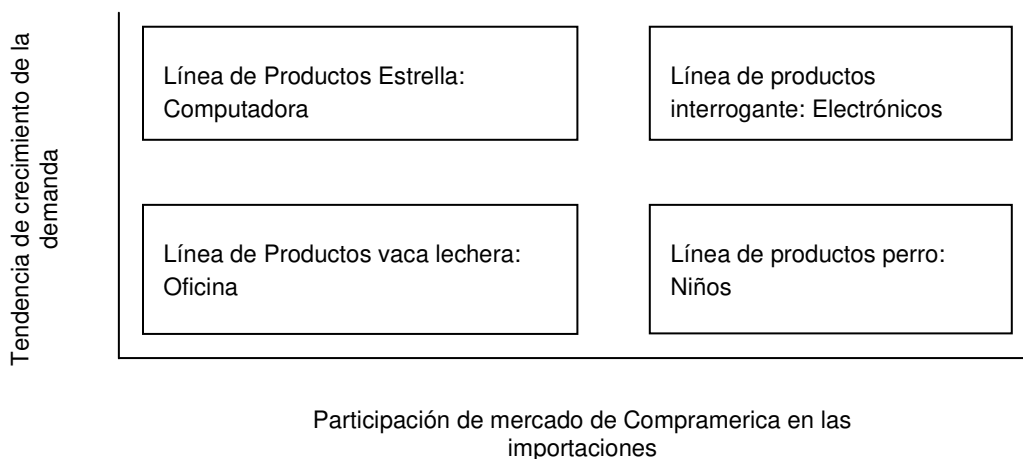 Tendencia de crecimiento de la
demanda
Línea de Productos Estrella:
Computadora
Línea de productos
interrogante: Electrónicos
Línea de Productos vaca lechera:
Oficina
Línea de productos perro:
Niños
Participación de mercado de Compramerica en las
importaciones